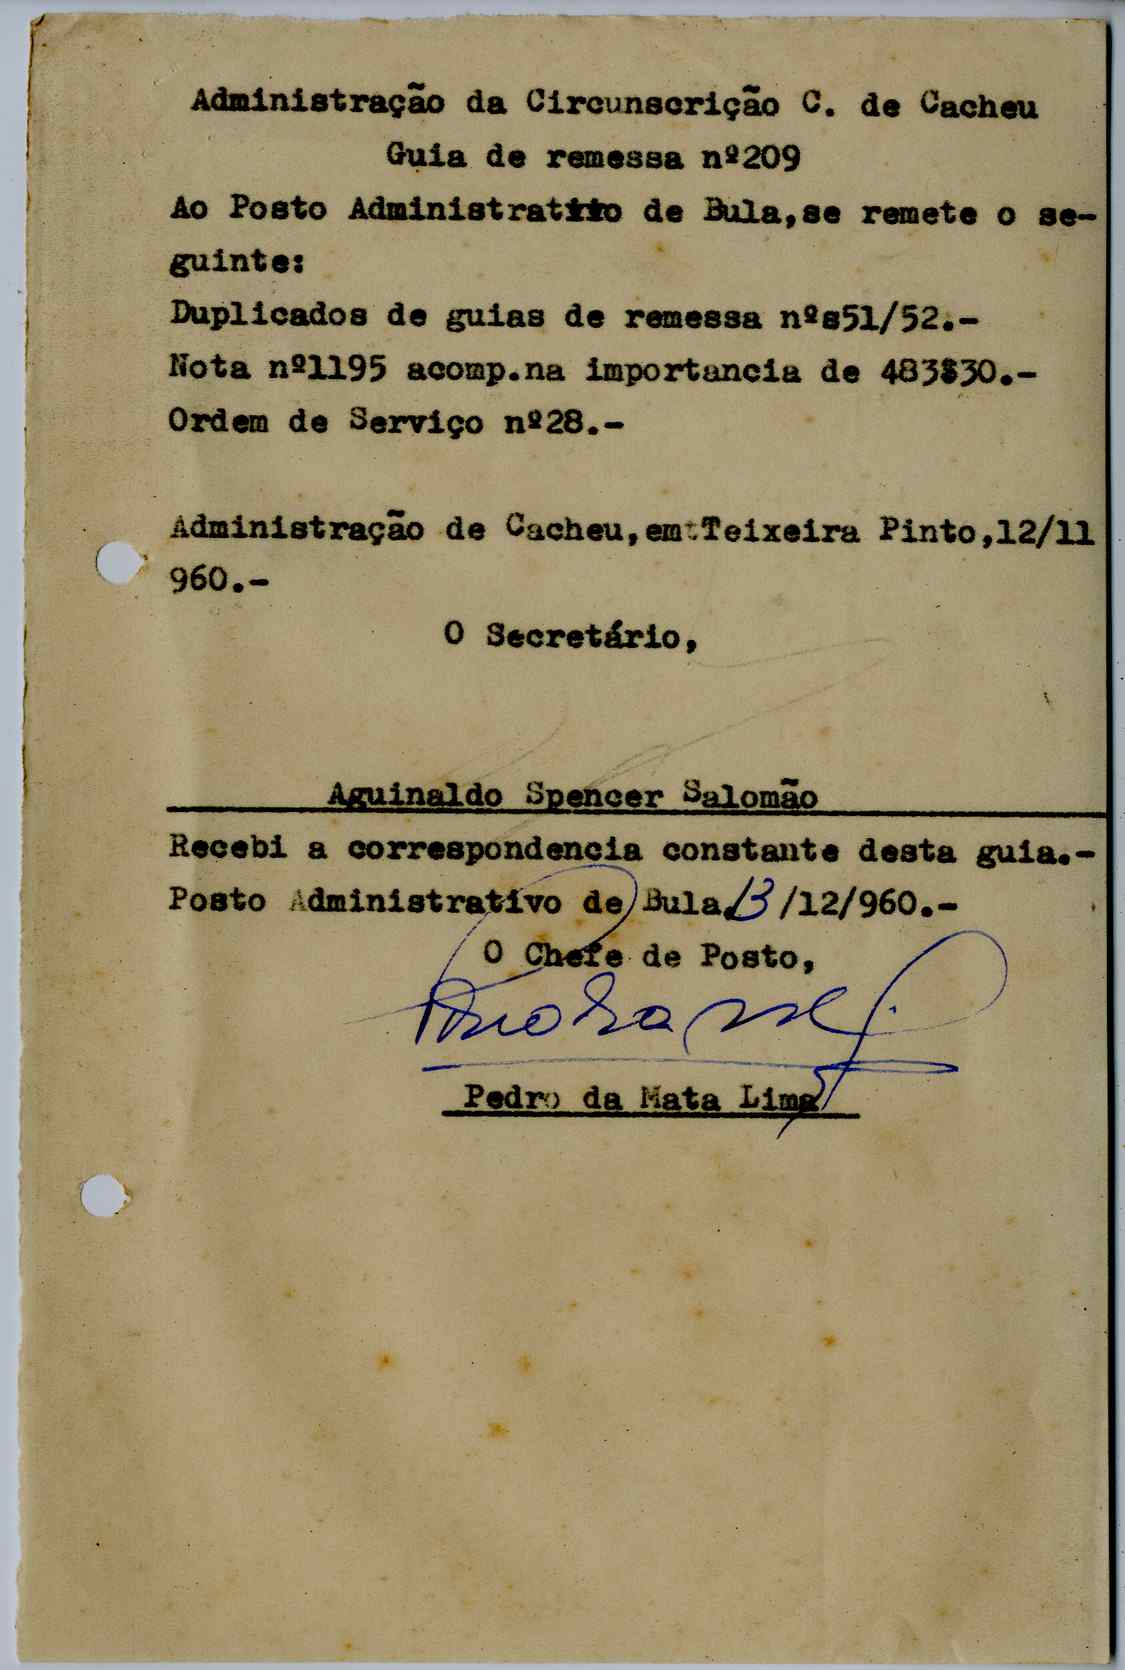 Administração da Circunscrição C. de Cacheu
Guia de remessa nº209
Ao Posto Administrativo de Bula,se remete o se-
guinte:
Duplicados de guias de remessa nºs51/52.-
Nota nº1195 acomp.na importancia de 483$30.-
Ordem de Serviço nº28.-
Administração de Cacheu,em Teixeira Pinto,12/11
960.-
O Secretário,
Aguinaldo Spencer Salomão
Recebi a correspondencia constante desta guia.-
Posto Administrativo de Bula,13/12/960.-
O Chefe de Posto,
Pedro da Mata Lima